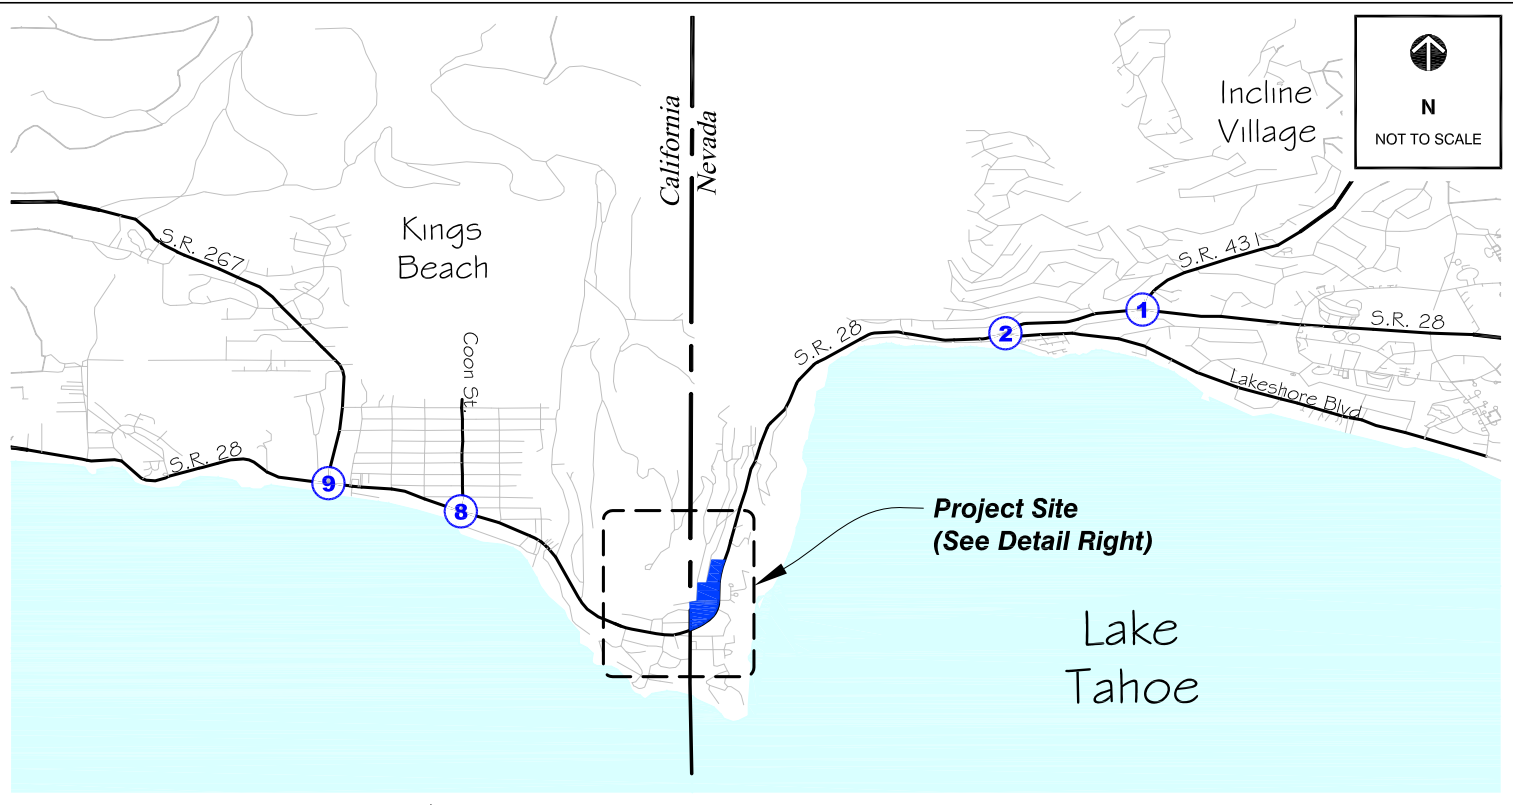 California
Nevada
Incline
Village
N
NOT TO SCALE
Kings
Beach
S.R. 267
S.R. 431
1
S.R. 28
2
S.R. 28
Coon St.
Lakeshore Blvd
S.R. 28
9
8
Project Site
(See Detail Right)
Lake
Tahoe